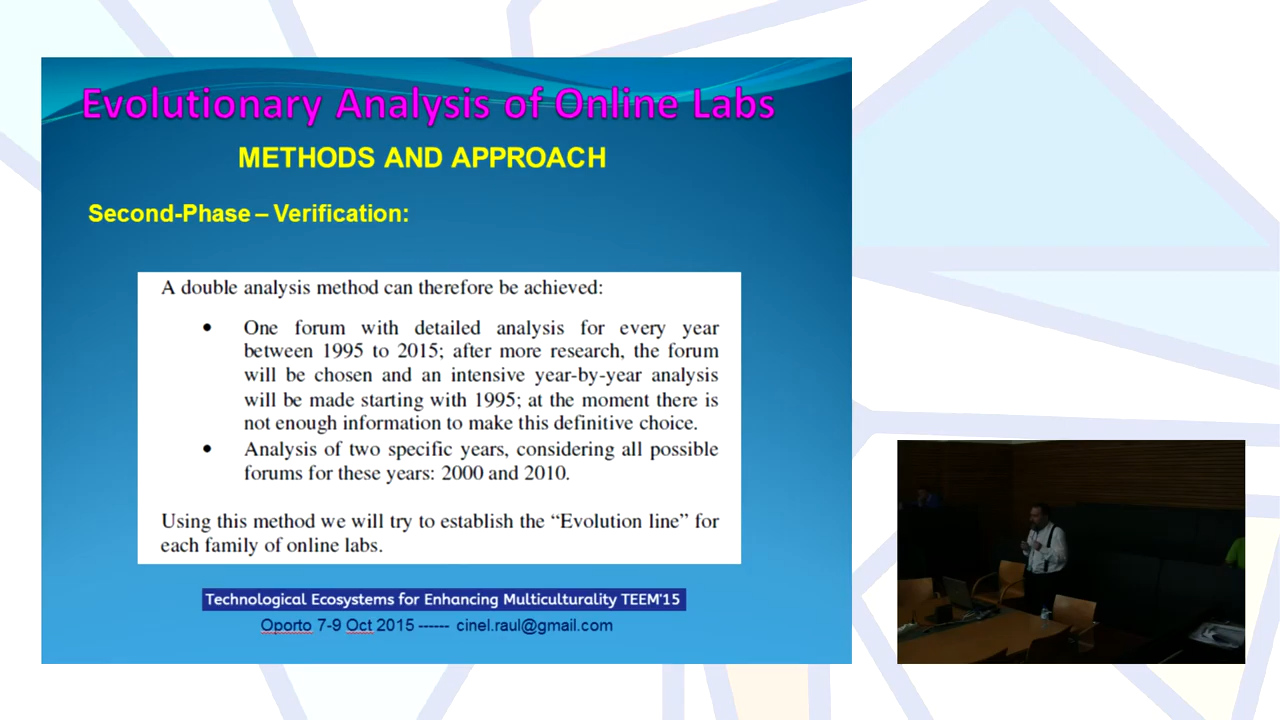 Evolutionary Analysis of Online Labs
METHODS AND APPROACH
Second-Phase – Verification:
A double analysis method can therefore be achieved:
• One forum with detailed analysis for every year
between 1995 to 2015; after more research, the forum
will be chosen and an intensive year-by-year analysis
will be made starting with 1995; at the moment there is
not enough information to make this definitive choice.
• Analysis of two specific years, considering all possible
forums for these years: 2000 and 2010.
Using this method we will try to establish the “Evolution line” for
each family of online labs.
Technological Ecosystems for Enhancing Multiculturality TEEM'15
Oporto 7-9 Oct 2015 ------ cinel.raul@gmail.com